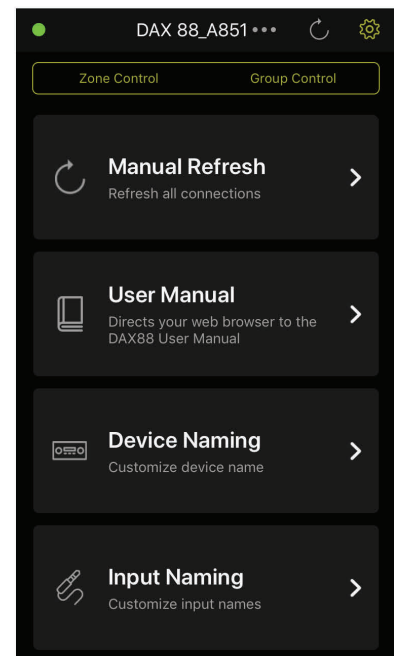 DAX 88_A851 •••
Zone Control Group Control
Manual Refresh
Refresh all connections
User Manual
Directs your web browser to the
DAX88 User Manual
Device Naming
Customize device name
Input Naming
Customize input names